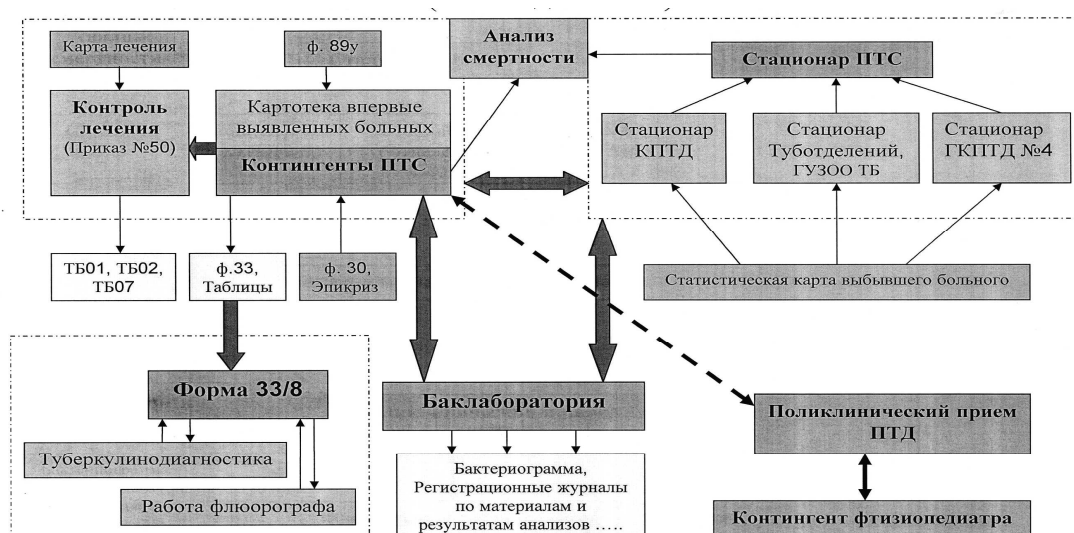 Карта лечения
ф. 89у
Анализ
смертности
Стационар ПТС
Контроль
лечения
(Приказ №50)
Картотека впервые
выявленных больных
Контингенты ПТС
Стационар
КПТД
Стационар
Туботделений,
ГУЗОО ТБ
Стационар
ГКПТД №4
ТБ01, ТБ02,
ТБ07
ф.33,
Таблицы
ф. 30,
Эпикриз
Статистическая карта выбывшего больного
Форма 33/8
Баклаборатория
Поликлинический прием
ПТД
Туберкулинодиагностика
Работа флюорографа
Бактериограмма,
Регистрационные журналы
по материалам и
результатам анализов …..
Контингент фтизиопедиатра